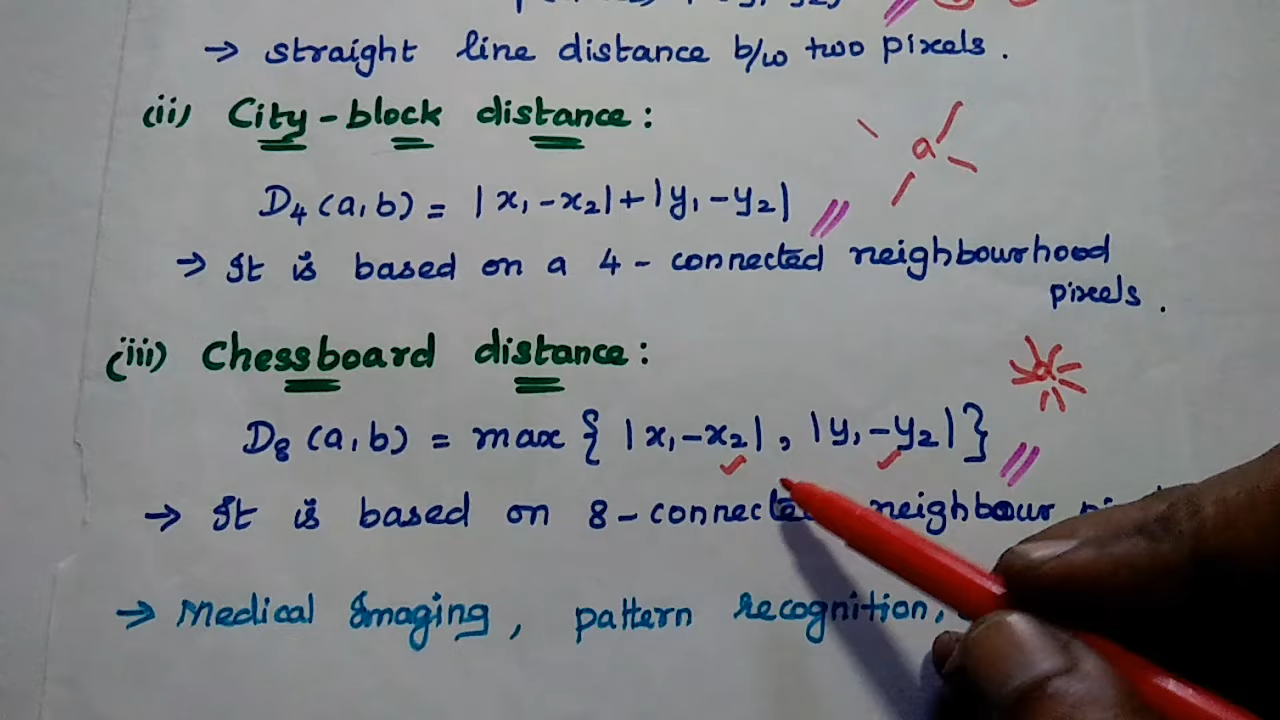 → straight line distance b/w two pixels.
(ii) City-block distance:
a
D₄(a,b) = |x₁-x₂|+|y₁-y₂|
→ It is based on a 4-connected neighbourhood
pixels.
(iii) Chessboard distance:
D₈(a,b) = max{|x₁-x₂|, |y₁-y₂|}
→ It is based on 8-connected neighbour
→ Medical Imaging, pattern recognition,